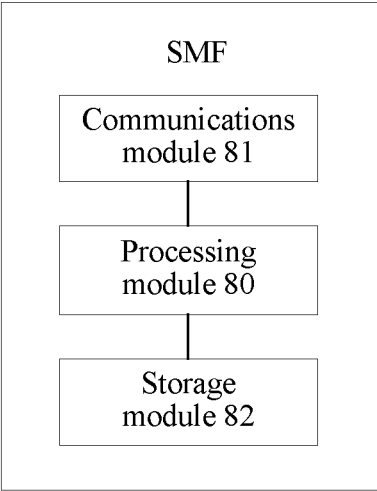 SMF
Communications
module 81
Processing
module 80
Storage
module 82